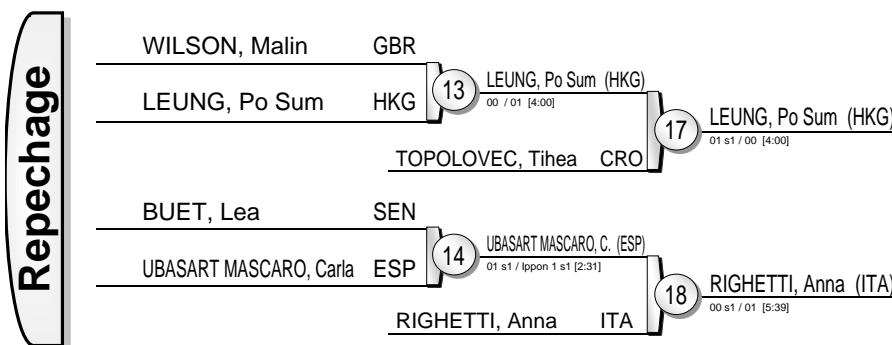 Repechage
WILSON, Malin GBR
LEUNG, Po Sum HKG
13
LEUNG, Po Sum (HKG)
00 / 01 [4:00]
TOPOLOVEC, Tihea CRO
17
LEUNG, Po Sum (HKG)
01 s1 / 00 [4:00]
BUET, Lea SEN
UBASART MASCARO, Carla ESP
14
UBASART MASCARO, C. (ESP)
01 s1 / Ippon 1 s1 [2:31]
RIGHETTI, Anna ITA
18
RIGHETTI, Anna (ITA)
00 s1 / 01 [5:39]